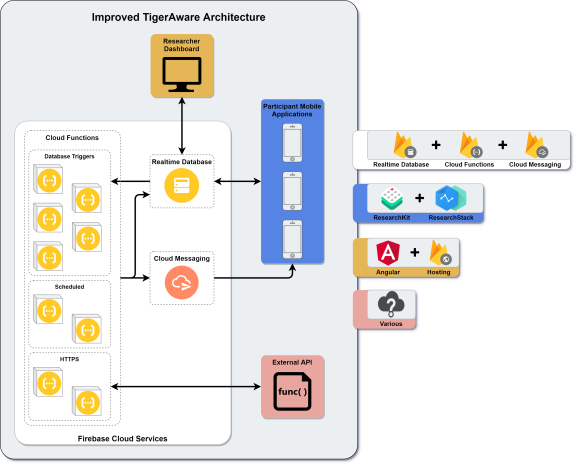 Improved TigerAware Architecture
Researcher
Dashboard
Cloud Functions
Database Triggers
Realtime Database
Participant Mobile
Applications
Cloud Messaging
Scheduled
HTTPS
External API
func( )
Firebase Cloud Services
+
+
Realtime Database
Cloud Functions
Cloud Messaging
+
ResearchKit
ResearchStack
A
+
Angular
Hosting
?
Various